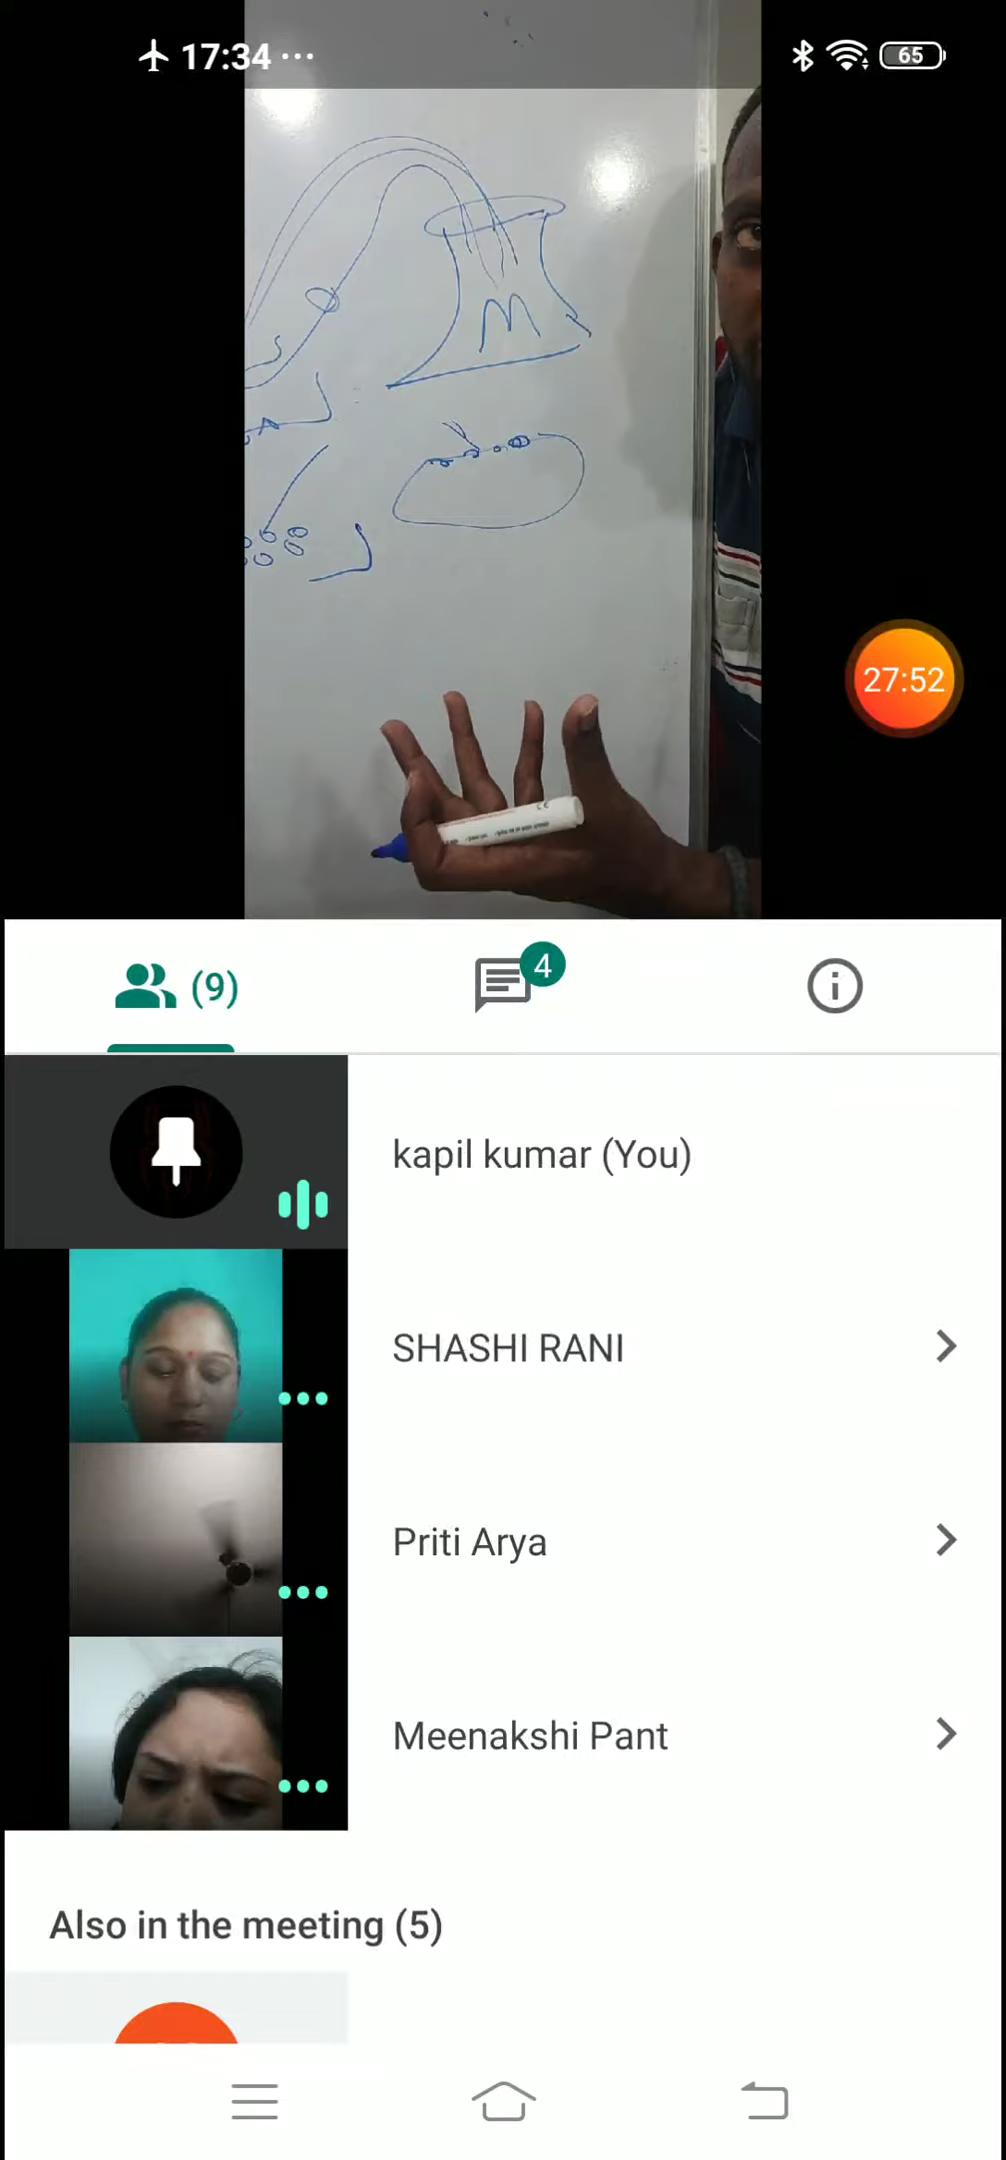 17:34 ...
65
M
27:52
(9)
4
kapil kumar (You)
SHASHI RANI
Priti Arya
Meenakshi Pant
Also in the meeting (5)